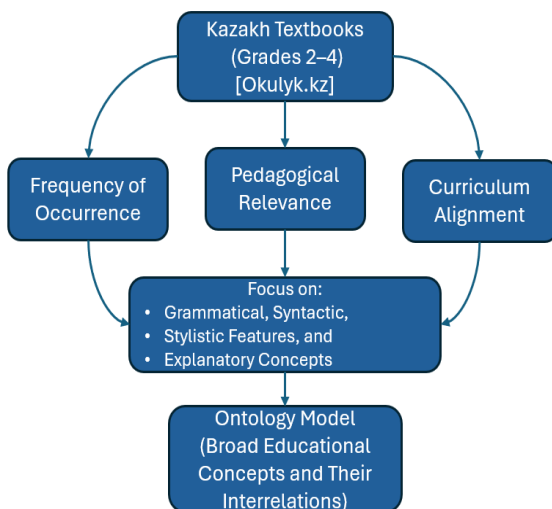 Kazakh Textbooks
(Grades 2–4)
[Okulyk.kz]
Frequency of
Occurrence
Pedagogical
Relevance
Curriculum
Alignment
Focus on:
• Grammatical, Syntactic,
• Stylistic Features, and
• Explanatory Concepts
Ontology Model
(Broad Educational
Concepts and Their
Interrelations)